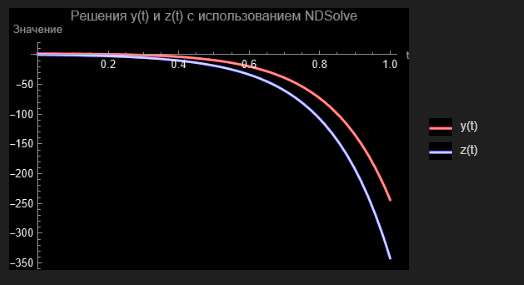 Решения y(t) и z(t) с использованием NDSolve
Значение
0.2 0.4 0.6 0.8 1.0 t
−50
−100
−150
−200
−250
−300
−350
y(t)
z(t)